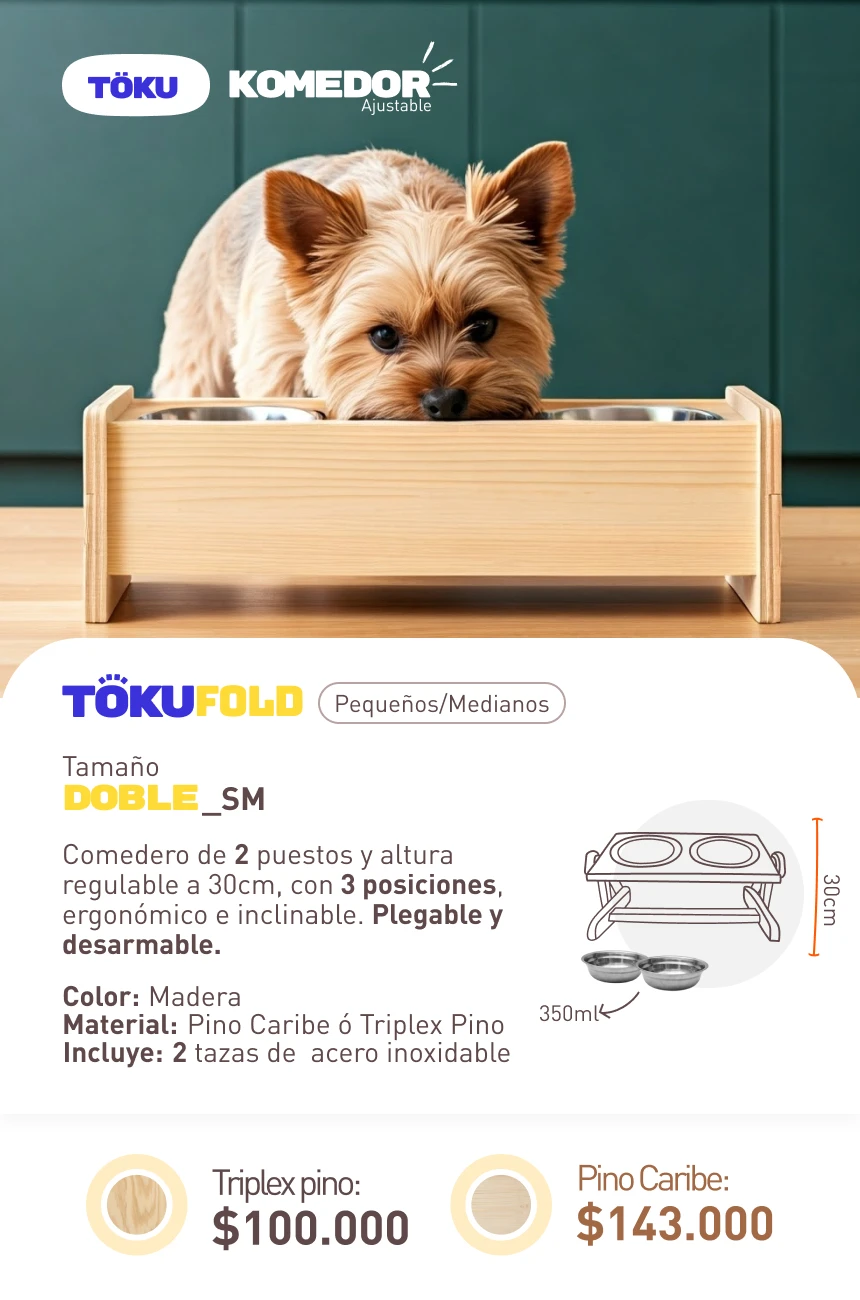 TÖKU KOMEDOR
Ajustable
TÖKUFOLD Pequeños/Medianos
Tamaño
DOBLE_SM
Comedero de 2 puestos y altura
regulable a 30cm, con 3 posiciones,
ergonómico e inclinable. Plegable y
desarmable.
Color: Madera
Material: Pino Caribe ó Triplex Pino
Incluye: 2 tazas de acero inoxidable
30cm
350ml
Triplex pino:
$100.000
Pino Caribe:
$143.000